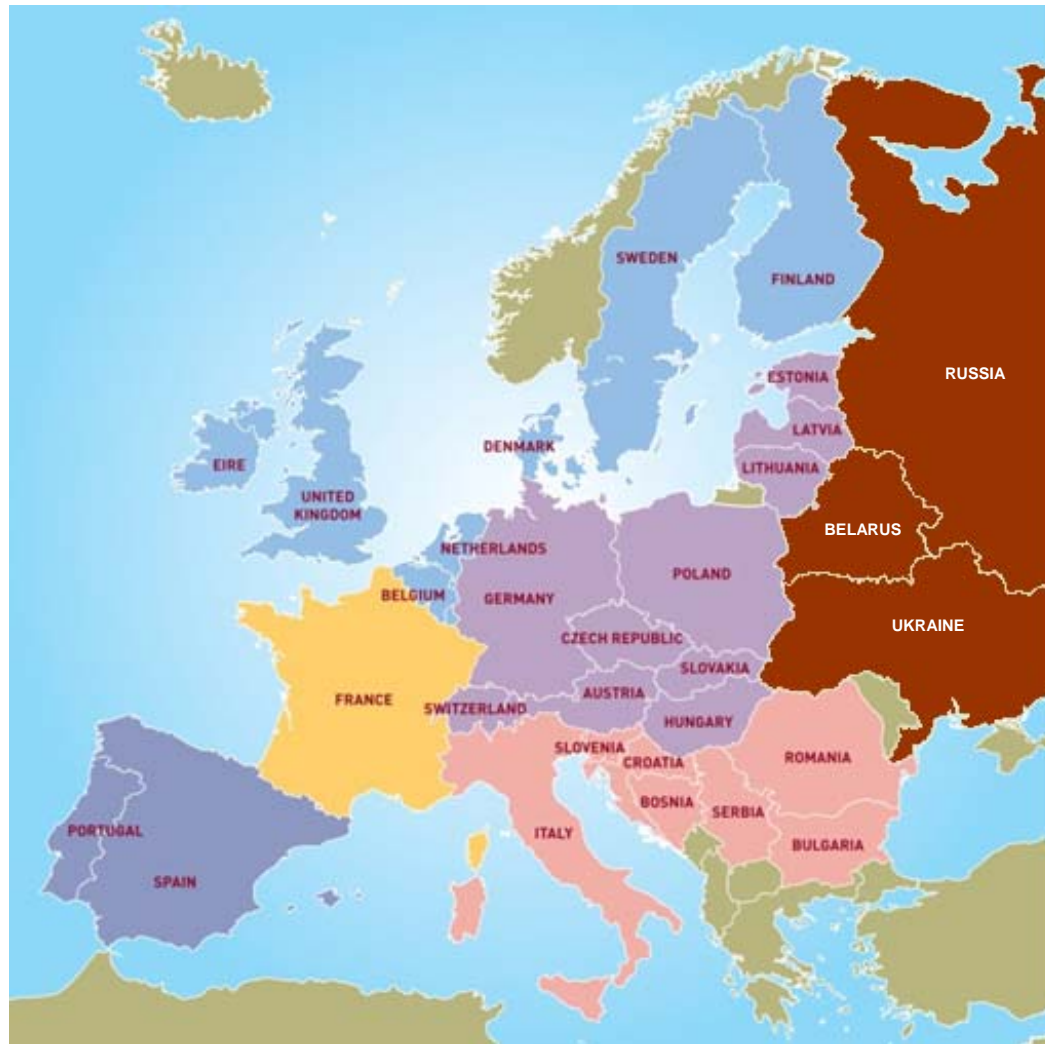 SWEDEN
FINLAND
RUSSIA
ESTONIA
LATVIA
LITHUANIA
DENMARK
EIRE
UNITED
KINGDOM
BELARUS
NETHERLANDS
POLAND
BELGIUM
GERMANY
UKRAINE
CZECH REPUBLIC
SLOVAKIA
FRANCE
SWITZERLAND
AUSTRIA
HUNGARY
SLOVENIA
CROATIA
ROMANIA
BOSNIA
SERBIA
PORTUGAL
ITALY
BULGARIA
SPAIN